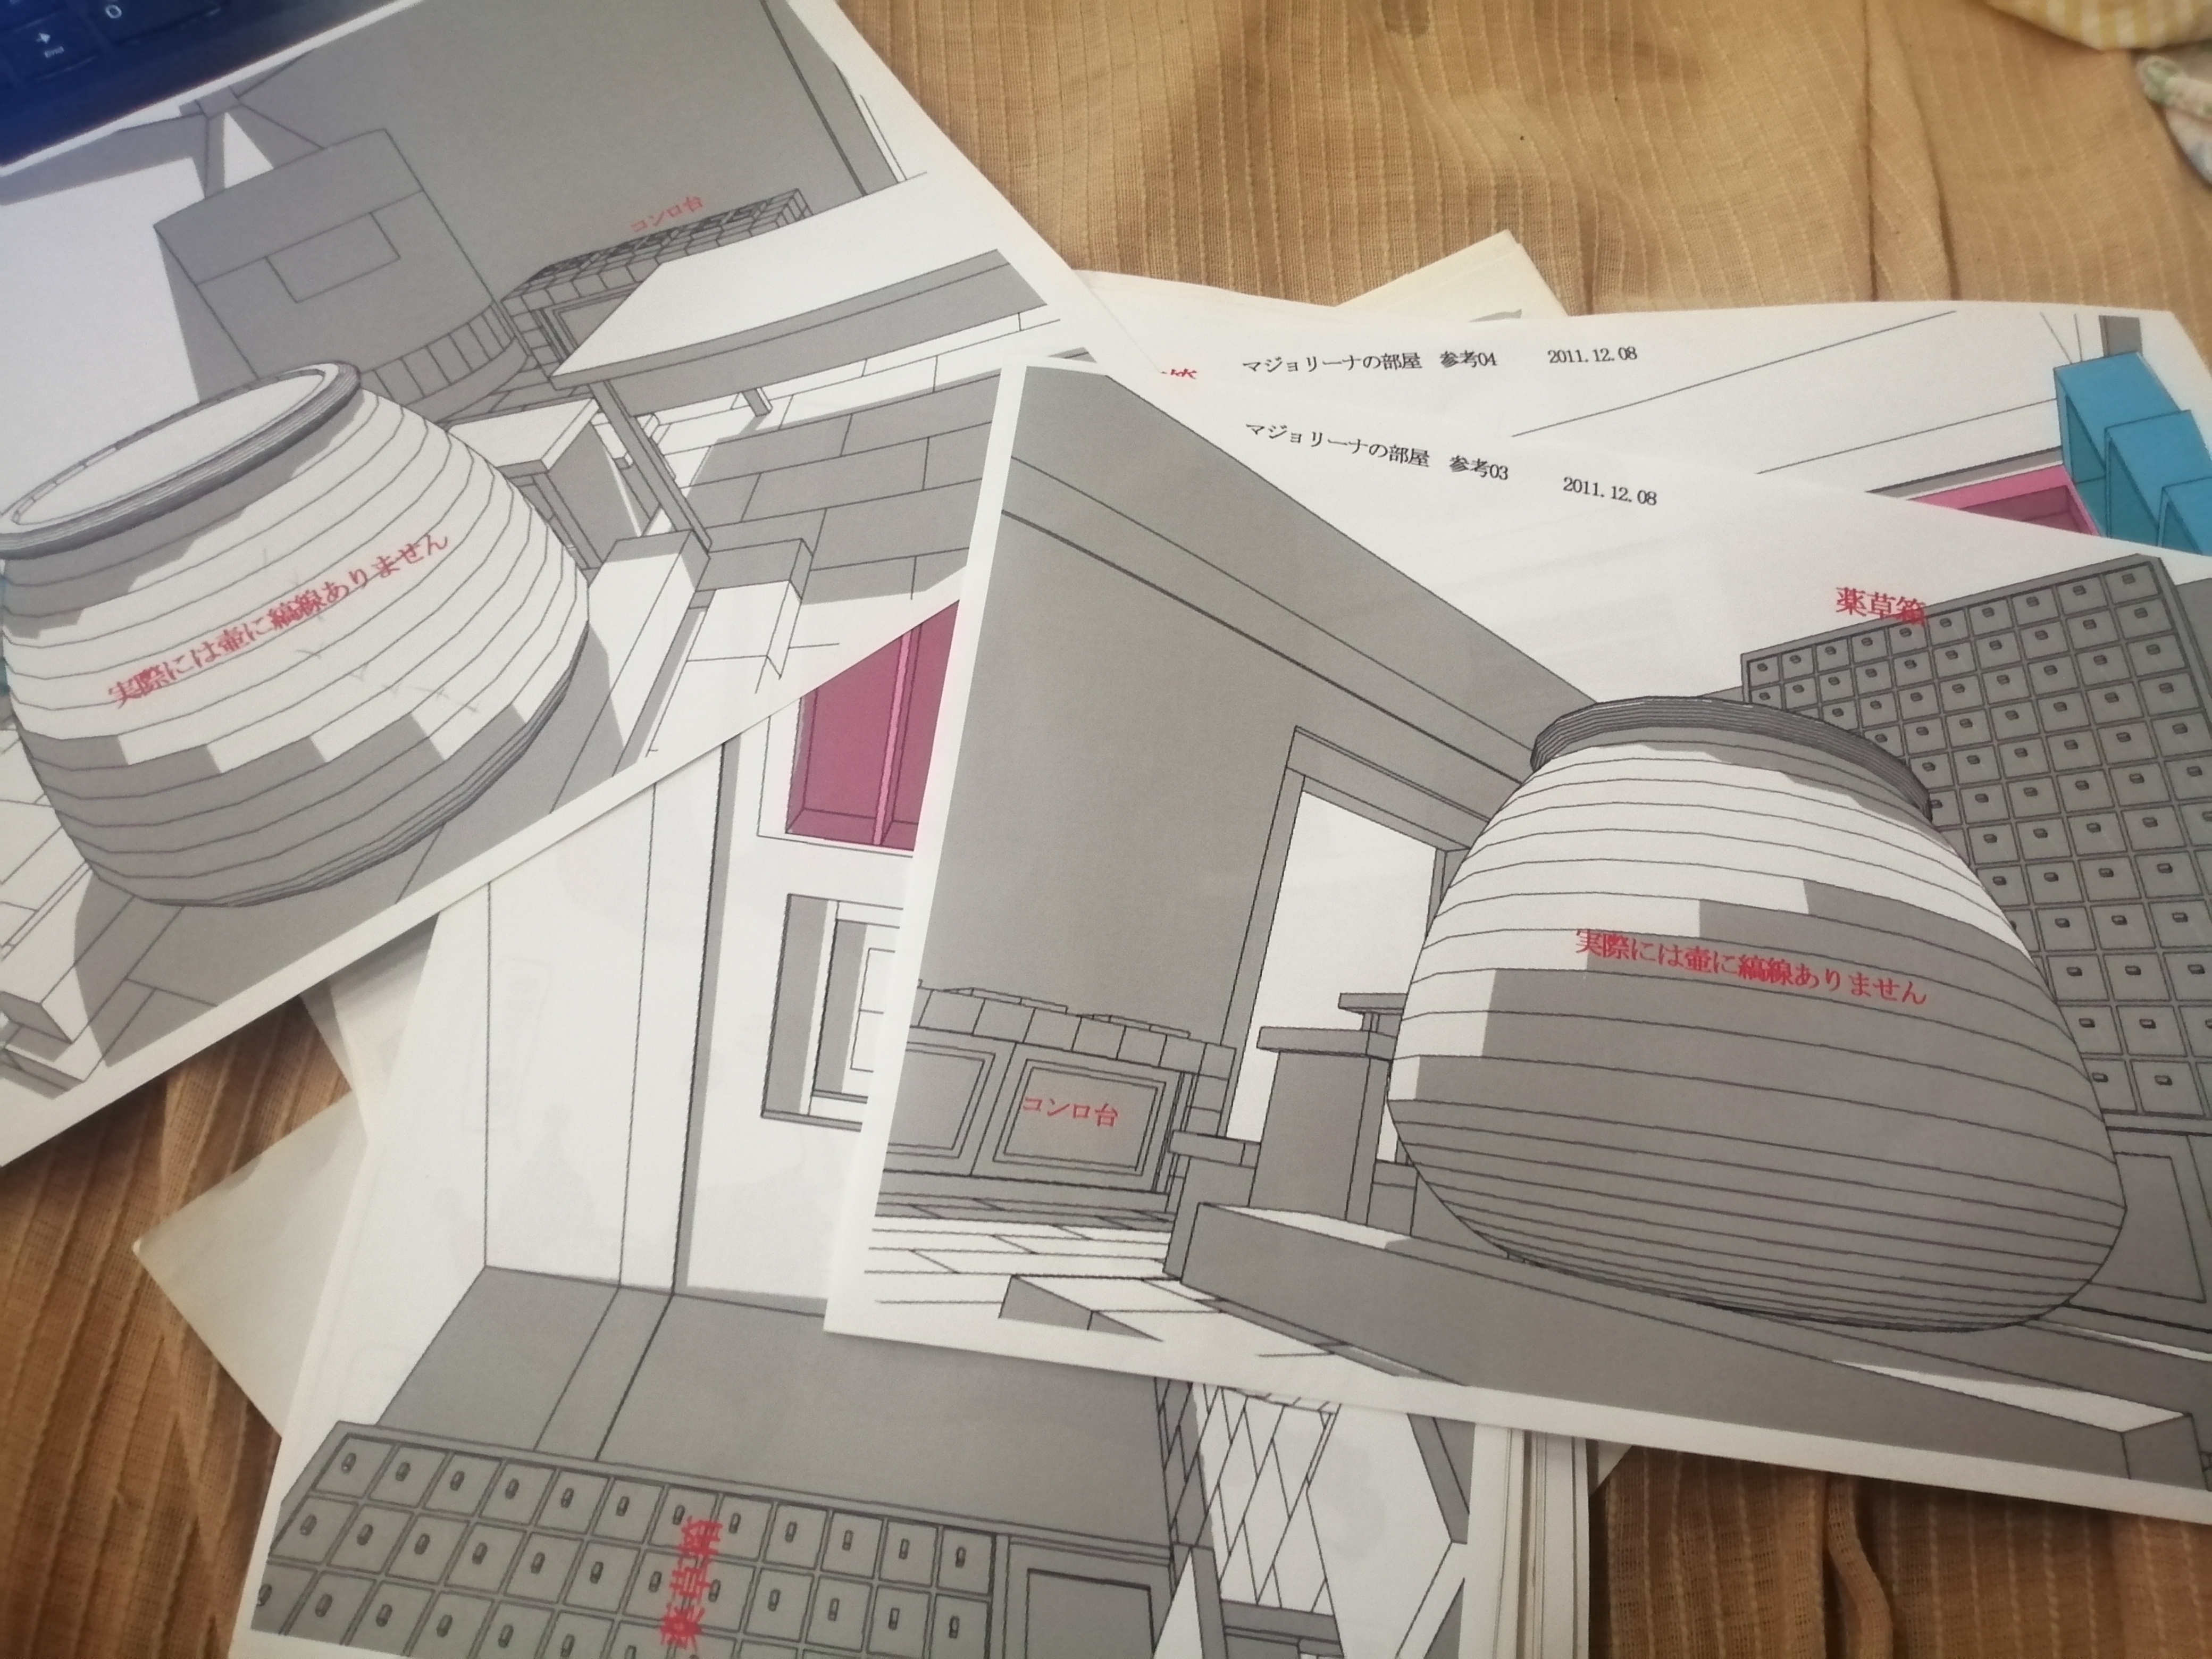 End
コンロ台
実際には壷に縞線ありません
マジョリーナの部屋　参考04　2011.12.08
マジョリーナの部屋　参考03　2011.12.08
薬草箱
実際には壷に縞線ありません
コンロ台
薬草箱